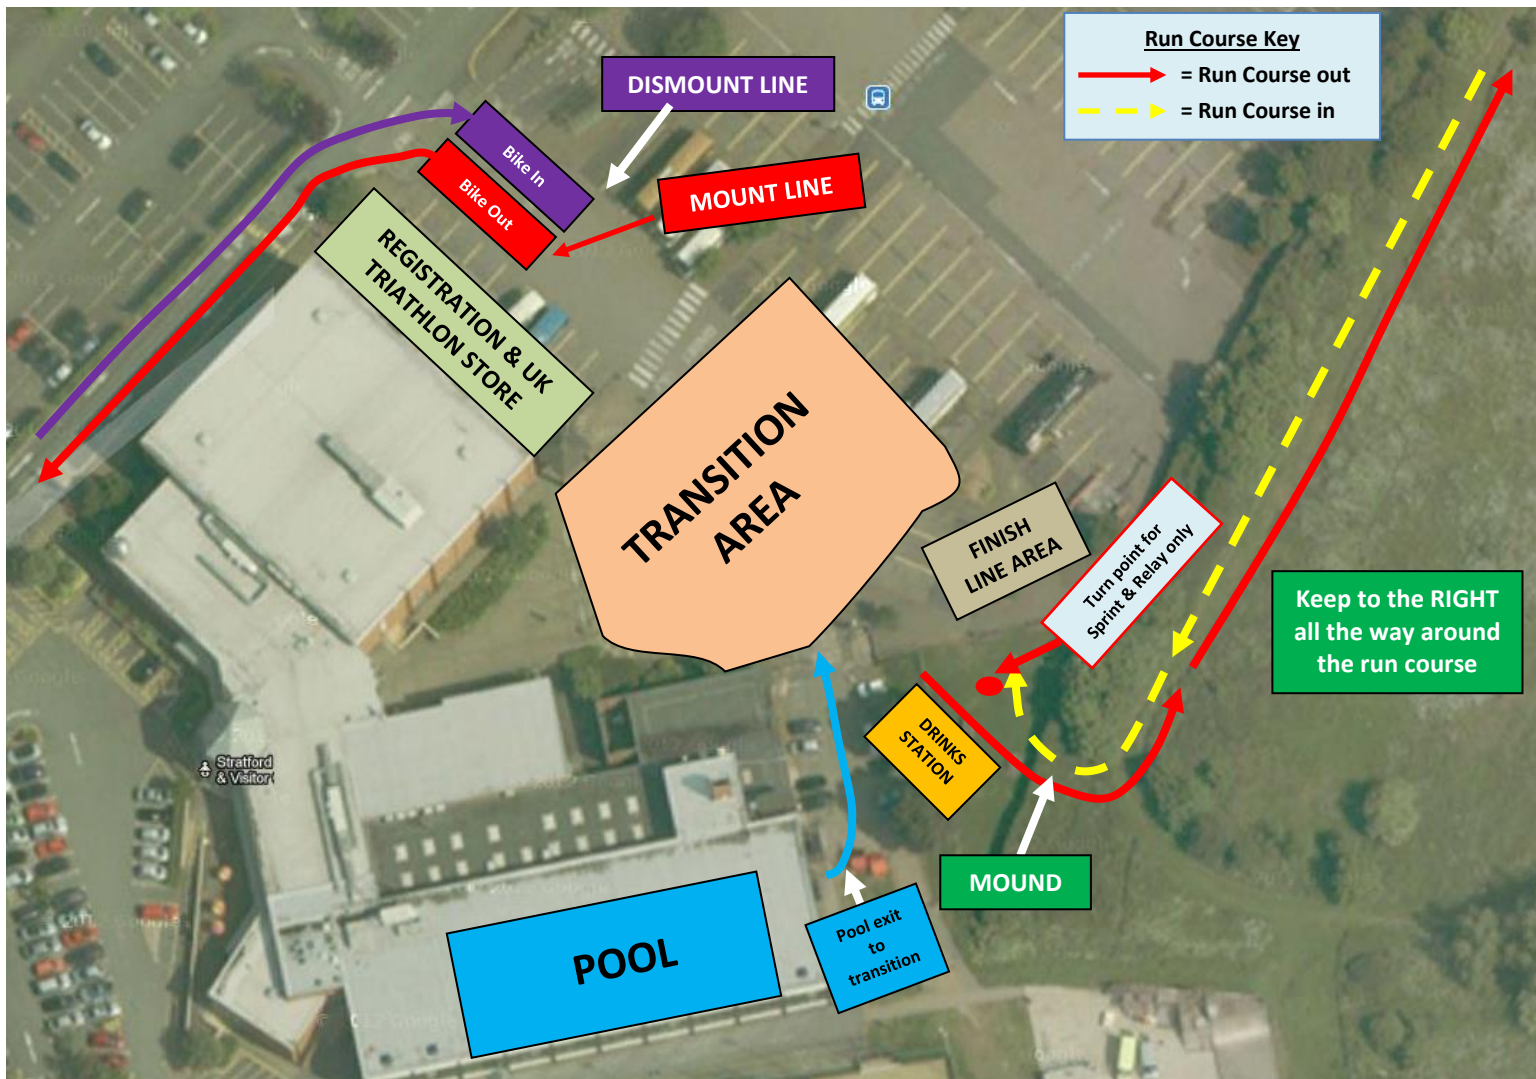 Run Course Key
= Run Course out
= Run Course in
DISMOUNT LINE
MOUNT LINE
Bike In
Bike Out
REGISTRATION & UK
TRIATHLON STORE
TRANSITION
AREA
FINISH
LINE AREA
Turn point for
Sprint & Relay only
Keep to the RIGHT
all the way around
the run course
DRINKS
STATION
Stratford
& Visitor
MOUND
Pool exit
to
transition
POOL